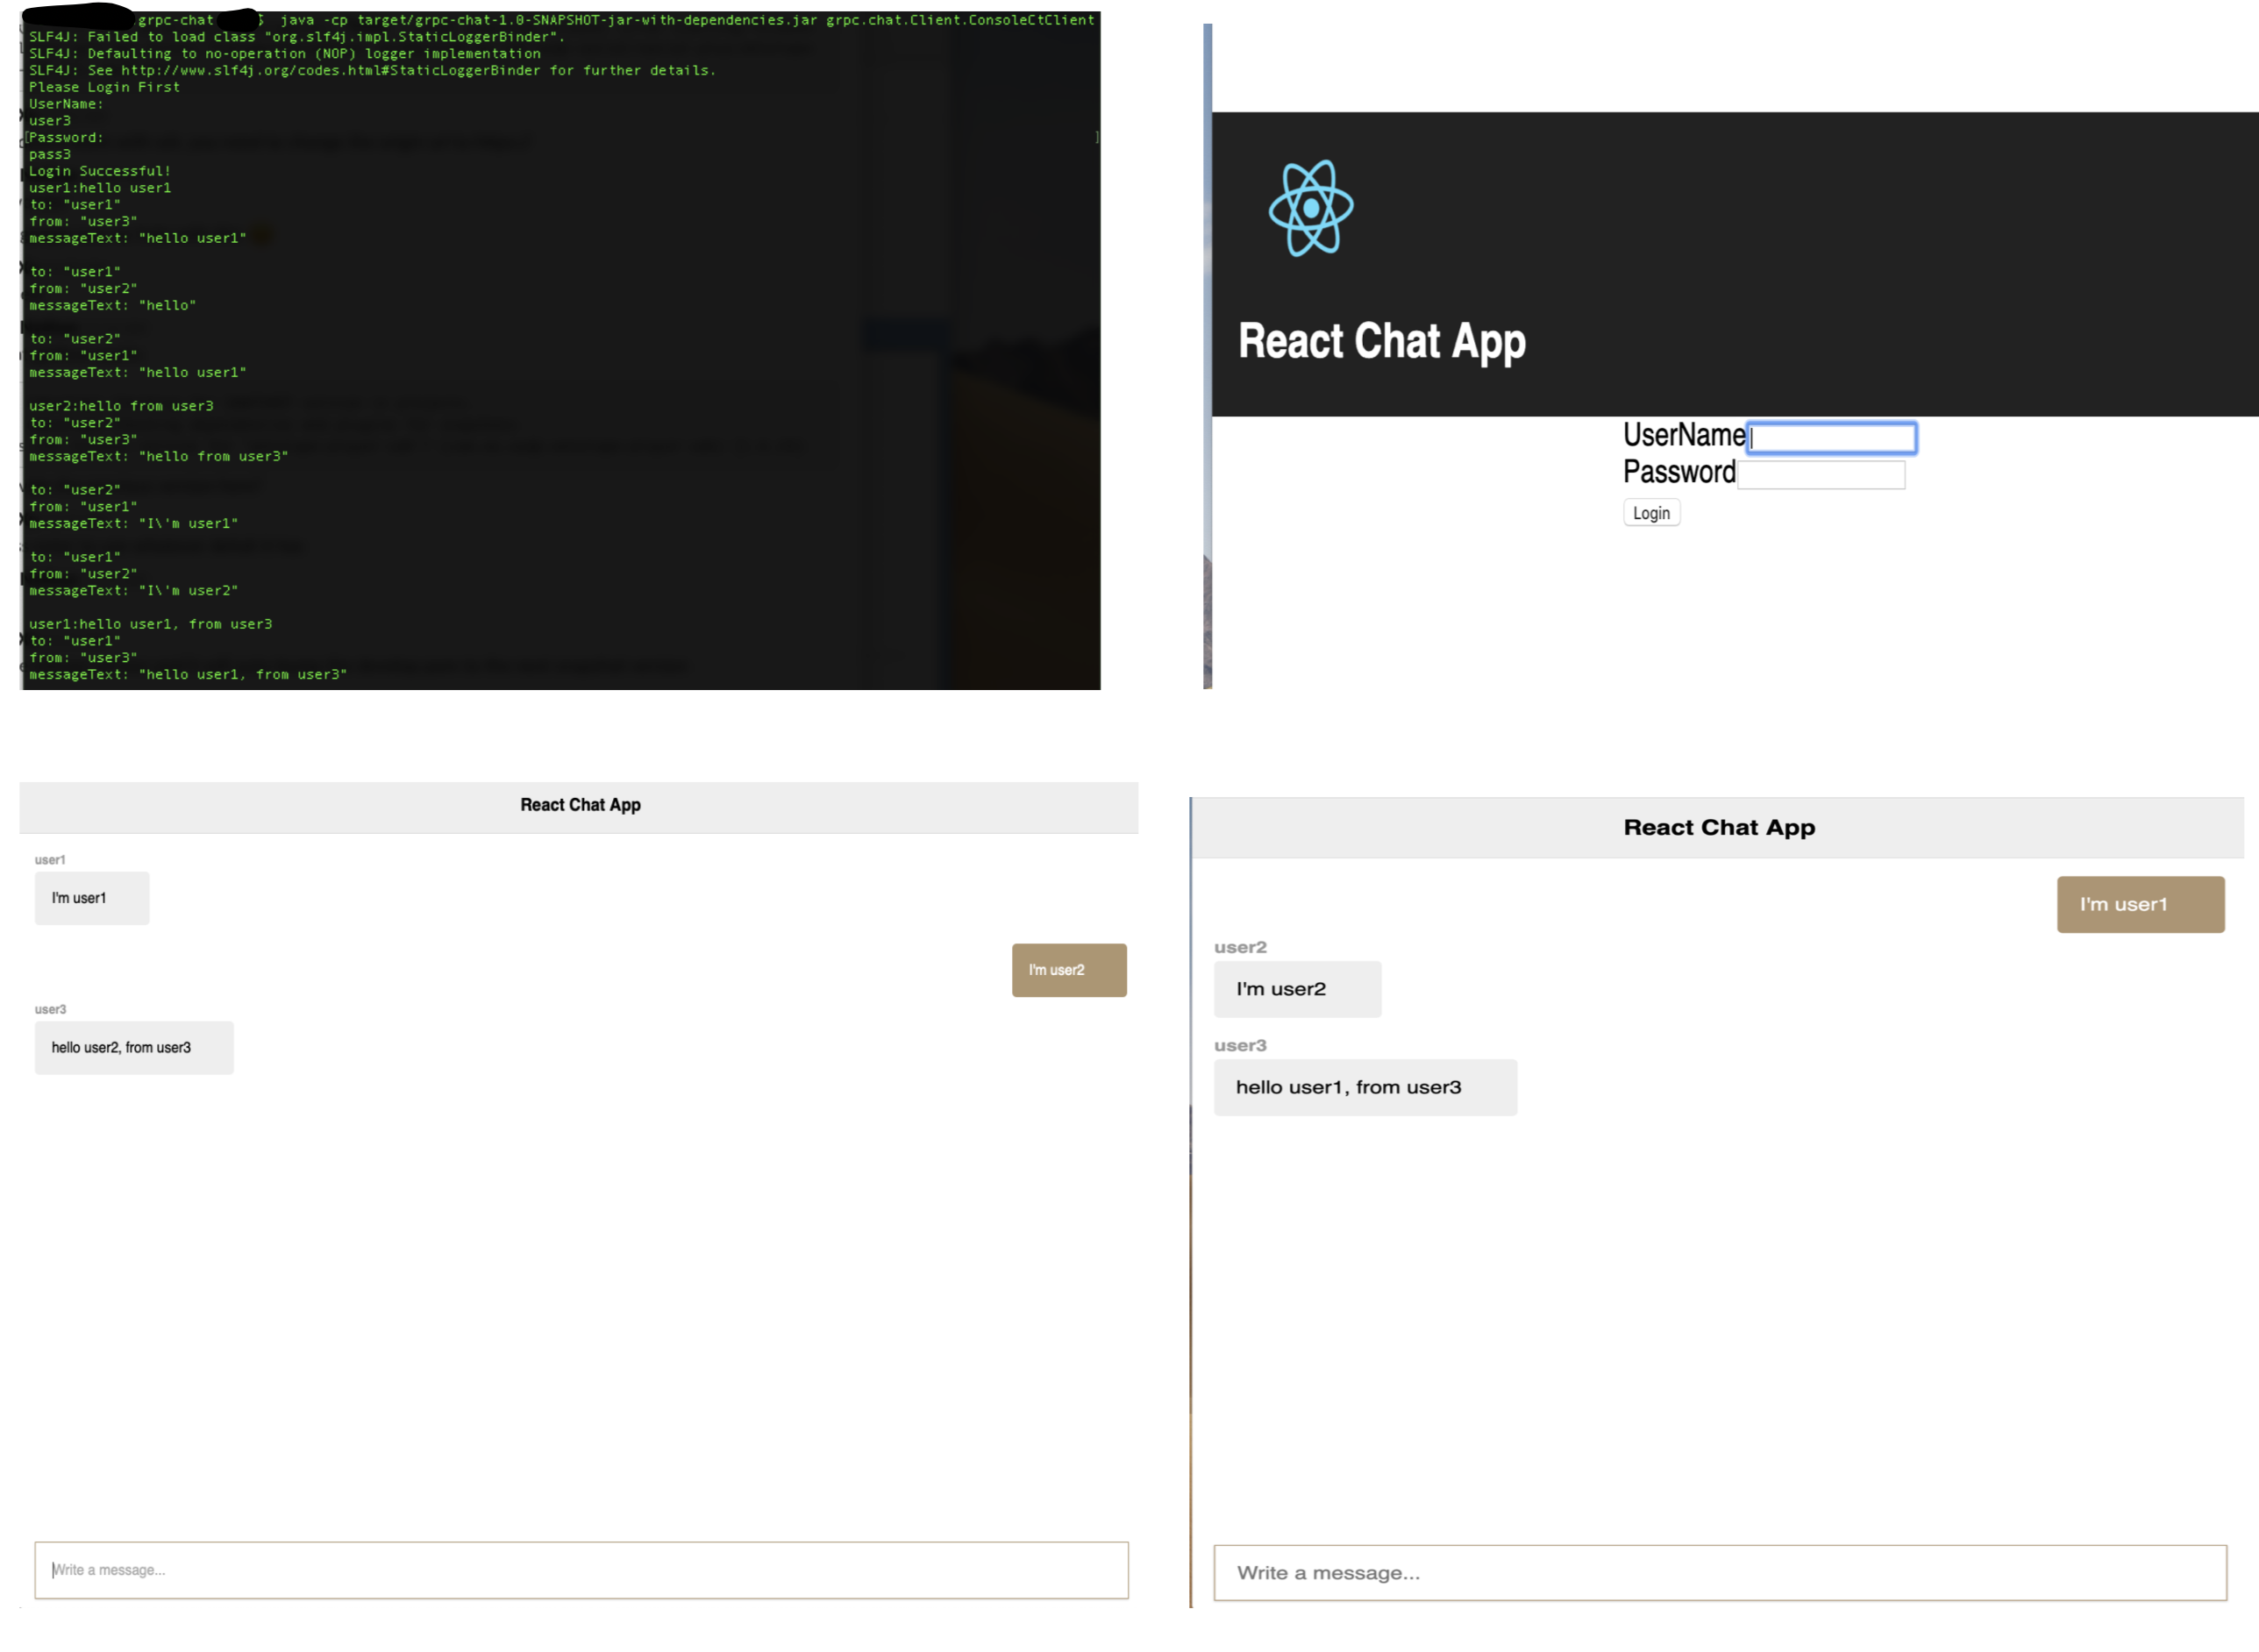 grpc-chat $ java -cp target/grpc-chat-1.0-SNAPSHOT-jar-with-dependencies.jar grpc.chat.Client.ConsoleCtClient
SLF4J: Failed to load class "org.slf4j.impl.StaticLoggerBinder".
SLF4J: Defaulting to no-operation (NOP) logger implementation
SLF4J: See http://www.slf4j.org/codes.html#StaticLoggerBinder for further details.
Please Login First
UserName:
user3
[Password: ]
pass3
Login Successful!
user1:hello user1
to: "user1"
from: "user3"
messageText: "hello user1"
to: "user1"
from: "user2"
messageText: "hello"
to: "user2"
from: "user1"
messageText: "hello user1"
user2:hello from user3
to: "user2"
from: "user3"
messageText: "hello from user3"
to: "user2"
from: "user1"
messageText: "I\'m user1"
to: "user1"
from: "user2"
messageText: "I\'m user2"
user1:hello user1, from user3
to: "user1"
from: "user3"
messageText: "hello user1, from user3"
React Chat App
UserName
Password
Login
React Chat App
user1
I'm user1
I'm user2
user3
hello user2, from user3
Write a message...
React Chat App
I'm user1
user2
I'm user2
user3
hello user1, from user3
Write a message...